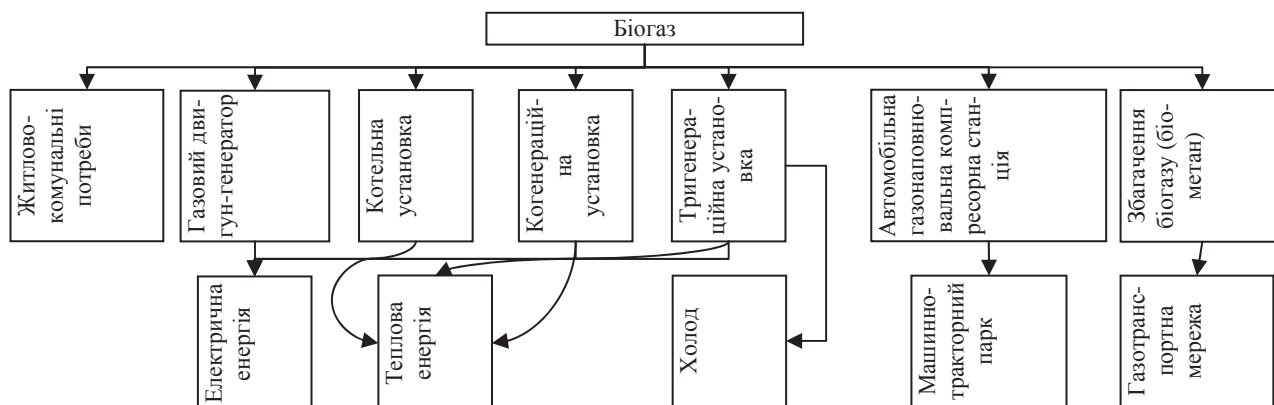 Біогаз
Житлово-
комунальні
потреби
Газовий дви-
гун-генератор
Котельна
установка
Когенерацій-
на
установка
Тригенера-
ційна устано-
вка
Автомобільна
газонаповню-
вальна комп-
ресорна стан-
ція
Збагачення
біогазу (біо-
метан)
Електрична
енергія
Теплова
енергія
Холод
Машинно-
тракторний
парк
Газотранс-
портна
мережа